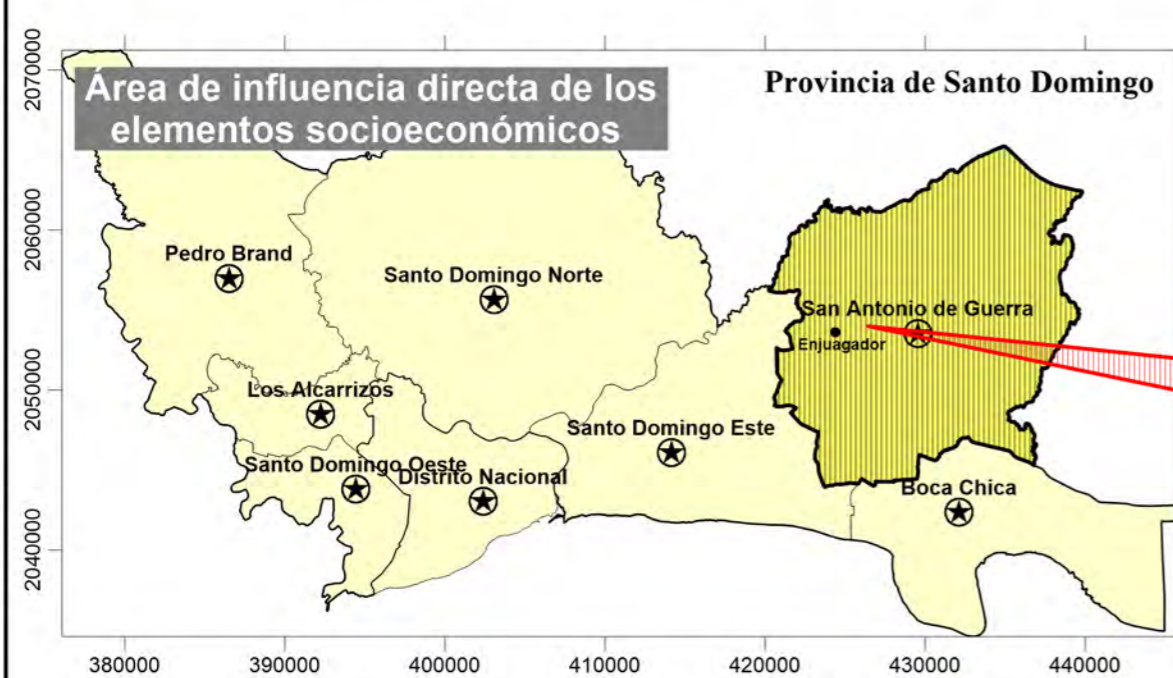 Área de influencia directa de los
elementos socioeconómicos
Provincia de Santo Domingo
2070000
2060000
2050000
2040000
Pedro Brand
Santo Domingo Norte
San Antonio de Guerra
Enjuagador
Los Alcarrizos
Santo Domingo Este
Santo Domingo Oeste
Distrito Nacional
Boca Chica
380000
390000
400000
410000
420000
430000
440000